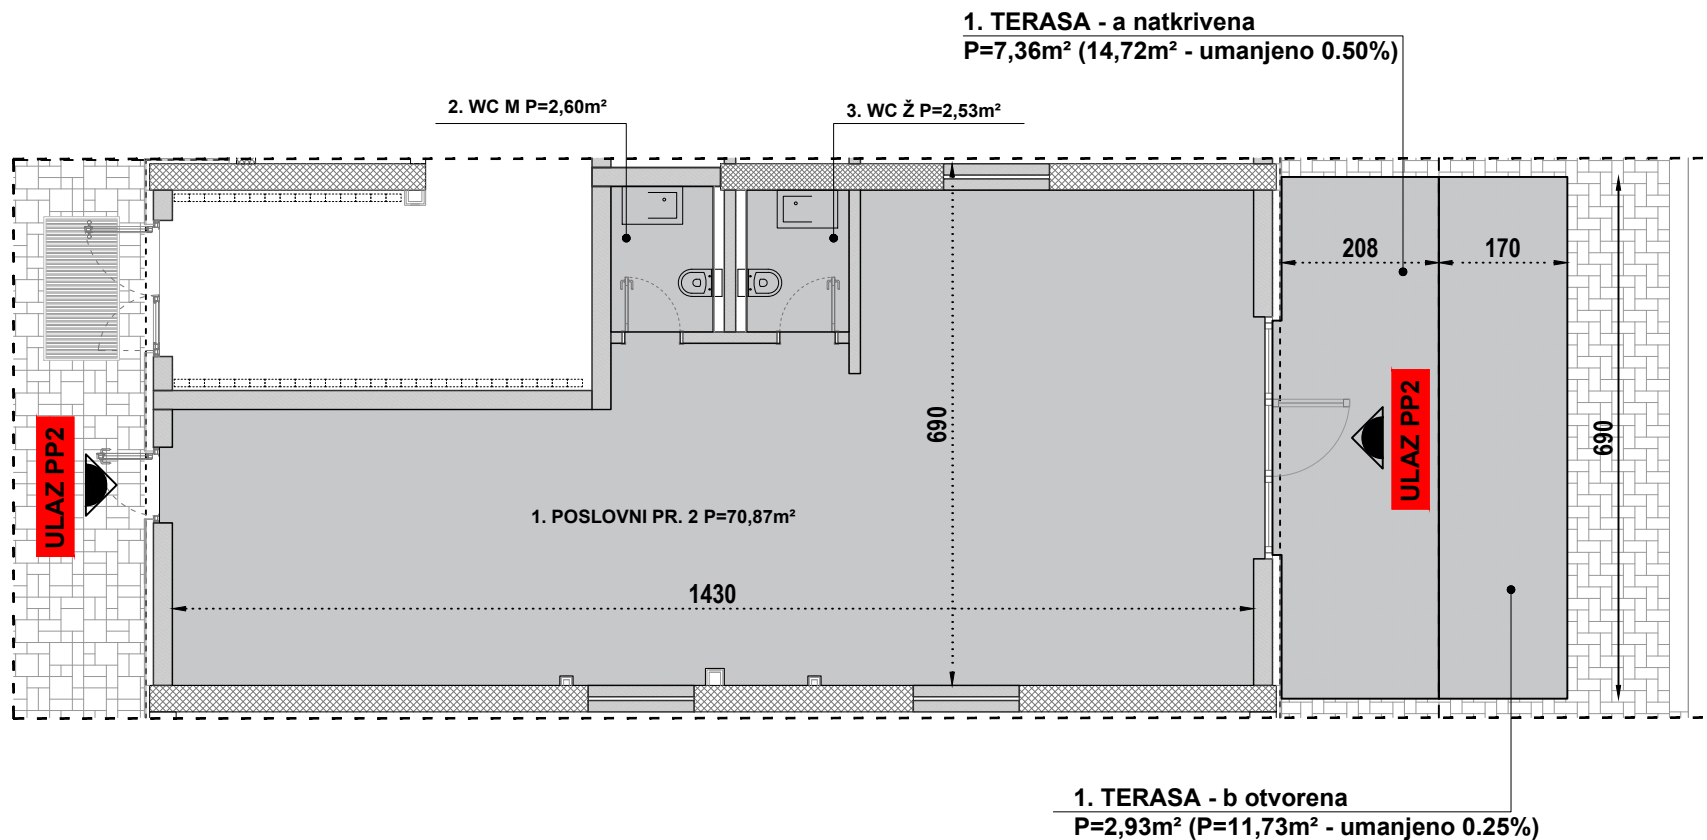 1. TERASA - a natkrivena
P=7,36m² (14,72m² - umanjeno 0.50%)
2. WC M P=2,60m²
3. WC Ž P=2,53m²
208
170
690
690
ULAZ PP2
ULAZ PP2
1. POSLOVNI PR. 2 P=70,87m²
1430
1. TERASA - b otvorena
P=2,93m² (P=11,73m² - umanjeno 0.25%)